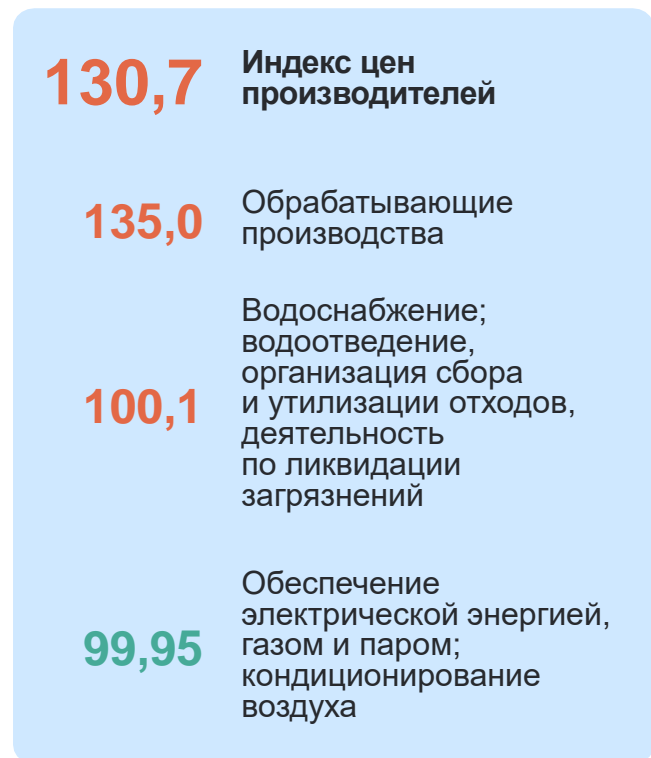 130,7
Индекс цен
производителей
135,0
Обрабатывающие
производства
100,1
Водоснабжение;
водоотведение,
организация сбора
и утилизации отходов,
деятельность
по ликвидации
загрязнений
99,95
Обеспечение
электрической энергией,
газом и паром;
кондиционирование
воздуха